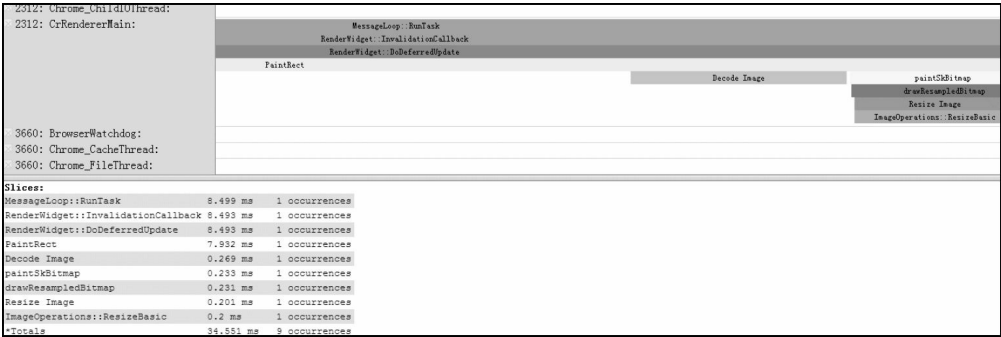 2312: Chrome_ChildIOThread:
2312: CrRendererMain:
MessageLoop::RunTask
RenderWidget::InvalidationCallback
RenderWidget::DoDeferredUpdate
PaintRect
Decode Image
paintSkBitmap
drawResampledBitmap
Resize Image
ImageOperations::ResizeBasic
3660: BrowserWatchdog:
3660: Chrome_CacheThread:
3660: Chrome_FileThread:
Slices:
MessageLoop::RunTask 8.499 ms 1 occurrences
RenderWidget::InvalidationCallback 8.493 ms 1 occurrences
RenderWidget::DoDeferredUpdate 8.493 ms 1 occurrences
PaintRect 7.932 ms 1 occurrences
Decode Image 0.269 ms 1 occurrences
paintSkBitmap 0.233 ms 1 occurrences
drawResampledBitmap 0.231 ms 1 occurrences
Resize Image 0.201 ms 1 occurrences
ImageOperations::ResizeBasic 0.2 ms 1 occurrences
*Totals 34.551 ms 9 occurrences